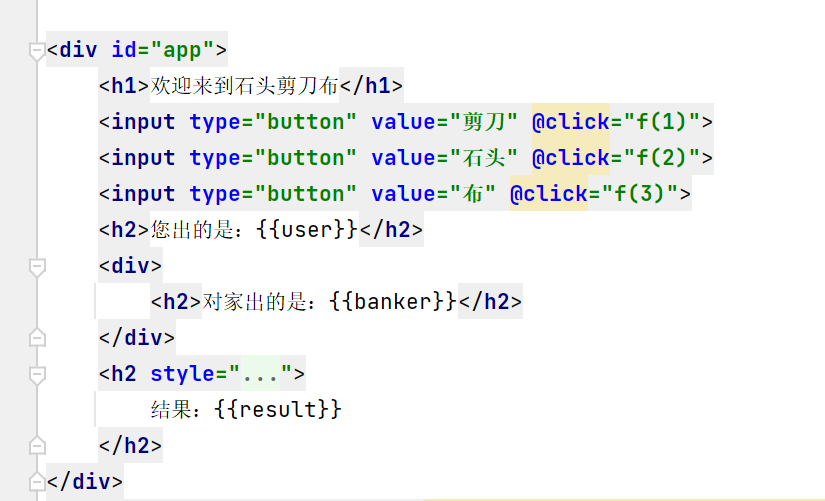 <div id="app">
<h1>欢迎来到石头剪刀布</h1>
<input type="button" value="剪刀" @click="f(1)">
<input type="button" value="石头" @click="f(2)">
<input type="button" value="布" @click="f(3)">
<h2>您出的是：{{user}}</h2>
<div>
<h2>对家出的是：{{banker}}</h2>
</div>
<h2 style="...">
结果：{{result}}
</h2>
</div>